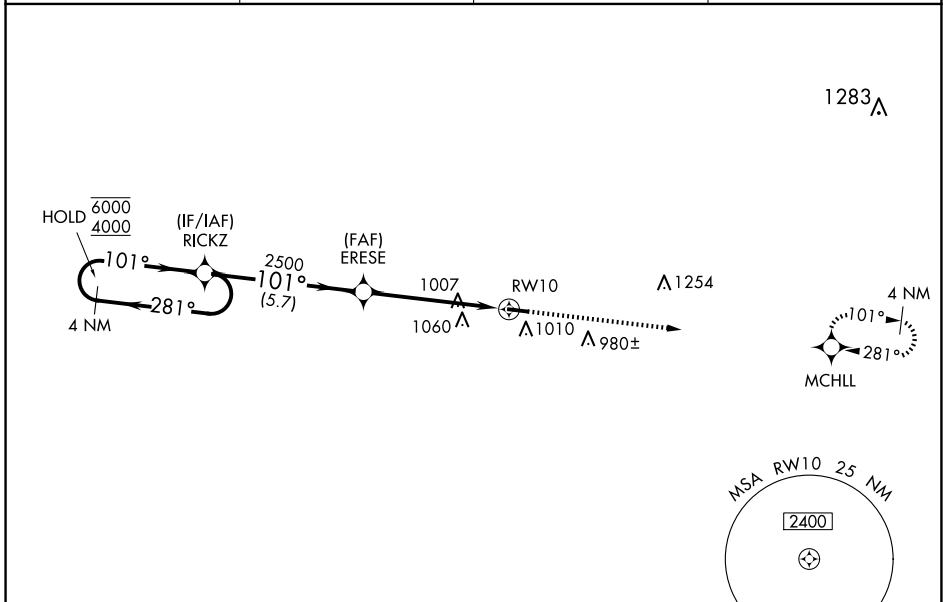 1283
HOLD
6000
4000
(IF/IAF)
RICKZ
(FAF)
ERESE
101°
281°
4 NM
2500
101°
(5.7)
1007
1060
RW10
1010
980±
1254
4 NM
101°
281°
MCHLL
MSA RW10 25 NM
2400